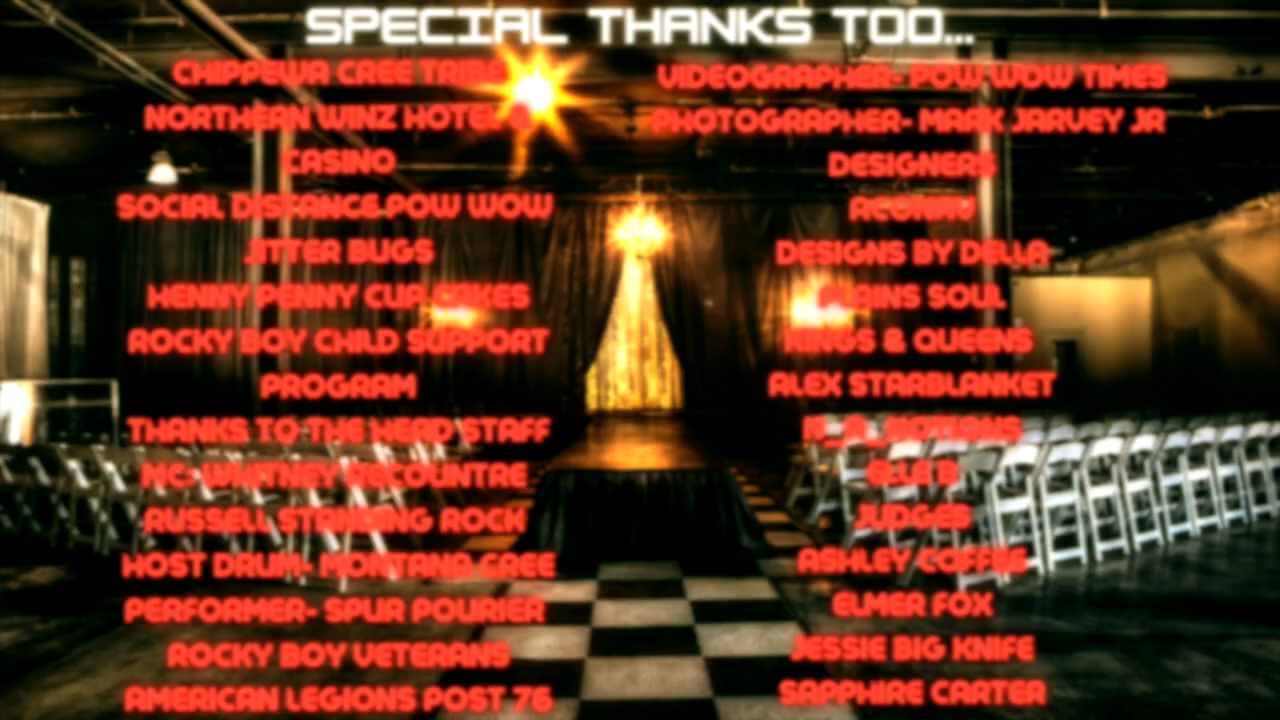 SPECIAL THANKS TOO...
CHIPPEWA CREE TRIBE
NORTHERN WINZ HOTEL &
CASINO
SOCIAL DISTANCE POW WOW
JITTER BUGS
HENNY PENNY CUP CAKES
ROCKY BOY CHILD SUPPORT
PROGRAM
THANKS TO THE HEAD STAFF
MC- WHITNEY RECOUNTRE
RUSSELL STANDING ROCK
HOST DRUM- MONTANA CREE
PERFORMER- SPUR POURIER
ROCKY BOY VETERANS
AMERICAN LEGIONS POST 76
VIDEOGRAPHER- POW WOW TIMES
PHOTOGRAPHER- MARK JARVEY JR
DESIGNERS
DESIGNS BY DELLA
PLAINS SOUL
KINGS & QUEENS
ALEX STARBLANKET
ELLE B
JUDGES
ASHLEY COFFEE
ELMER FOX
JESSIE BIG KNIFE
SAPPHIRE CARTER